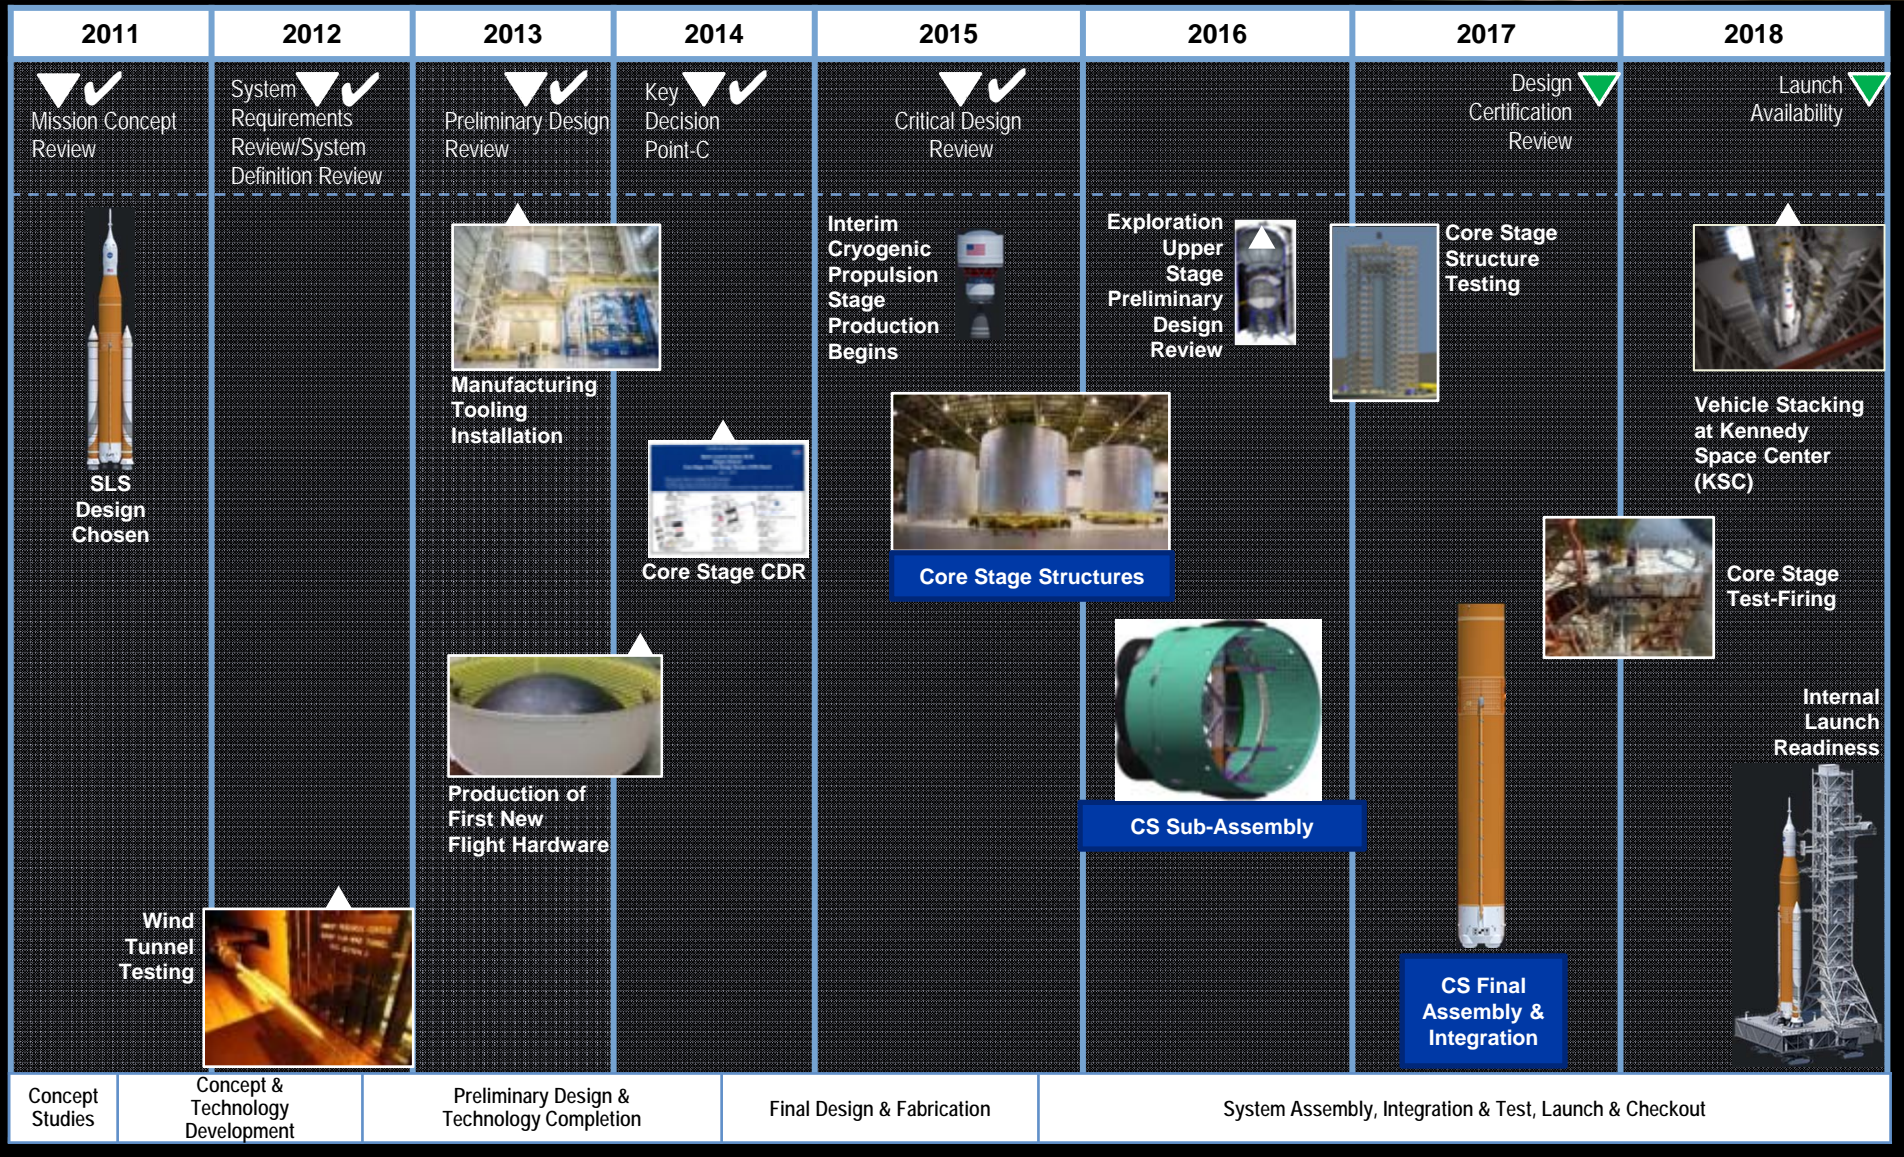 2011
2012
2013
2014
2015
2016
2017
2018
Mission Concept
Review
System
Requirements
Review/System
Definition Review
Preliminary Design
Review
Key
Decision
Point-C
Critical Design
Review
Design
Certification
Review
Launch
Availability
SLS
Design
Chosen
Wind
Tunnel
Testing
Manufacturing
Tooling
Installation
Production of
First New
Flight Hardware
Core Stage CDR
Interim
Cryogenic
Propulsion
Stage
Production
Begins
Core Stage Structures
Exploration
Upper
Stage
Preliminary
Design
Review
CS Sub-Assembly
Core Stage
Structure
Testing
CS Final
Assembly &
Integration
Vehicle Stacking
at Kennedy
Space Center
(KSC)
Core Stage
Test-Firing
Internal
Launch
Readiness
Concept
Studies
Concept &
Technology
Development
Preliminary Design &
Technology Completion
Final Design & Fabrication
System Assembly, Integration & Test, Launch & Checkout